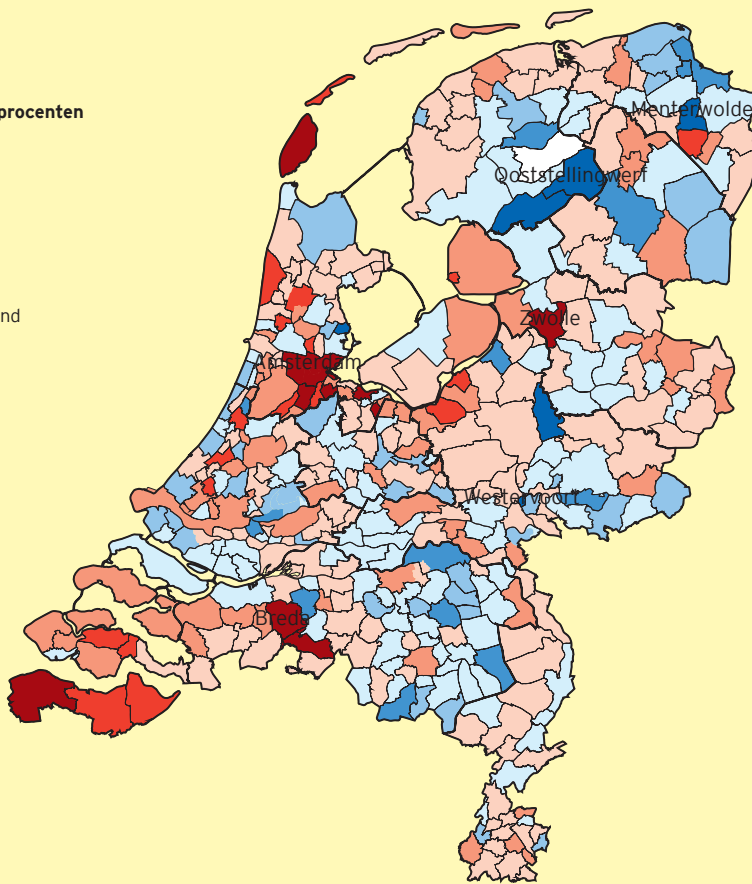 procenten
Menterwolde
Ooststellingwerf
nd
Zwolle
Amsterdam
Westervoort
Breda